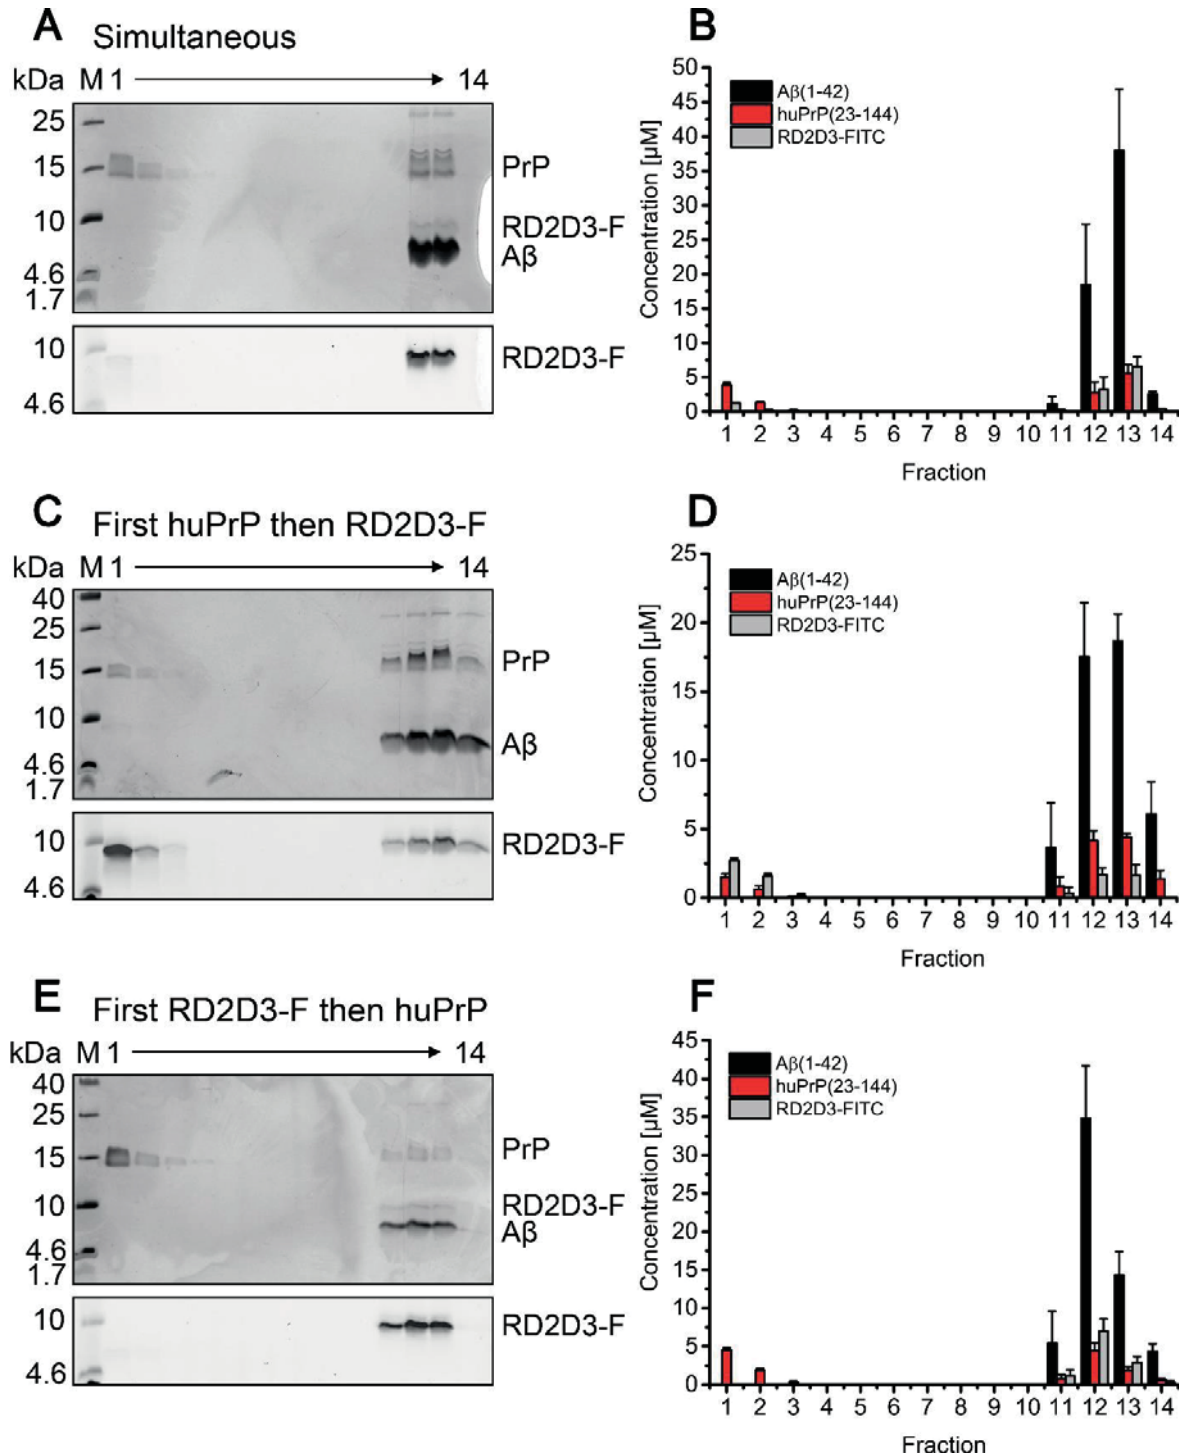 A Simultaneous
kDa M 1 14
25
15
10
4.6
1.7
PrP
RD2D3-F
Aβ
10
4.6
RD2D3-F
B
Concentration [µM]
50
45
40
35
30
25
20
15
10
5
0
Aβ(1-42)
huPrP(23-144)
RD2D3-FITC
1 2 3 4 5 6 7 8 9 10 11 12 13 14
Fraction
C First huPrP then RD2D3-F
kDa M 1 14
40
25
15
10
4.6
1.7
PrP
Aβ
10
4.6
RD2D3-F
D
Concentration [µM]
25
20
15
10
5
0
Aβ(1-42)
huPrP(23-144)
RD2D3-FITC
1 2 3 4 5 6 7 8 9 10 11 12 13 14
Fraction
E First RD2D3-F then huPrP
kDa M 1 14
40
25
15
10
4.6
1.7
PrP
RD2D3-F
Aβ
10
4.6
RD2D3-F
F
Concentration [µM]
45
40
35
30
25
20
15
10
5
0
Aβ(1-42)
huPrP(23-144)
RD2D3-FITC
1 2 3 4 5 6 7 8 9 10 11 12 13 14
Fraction